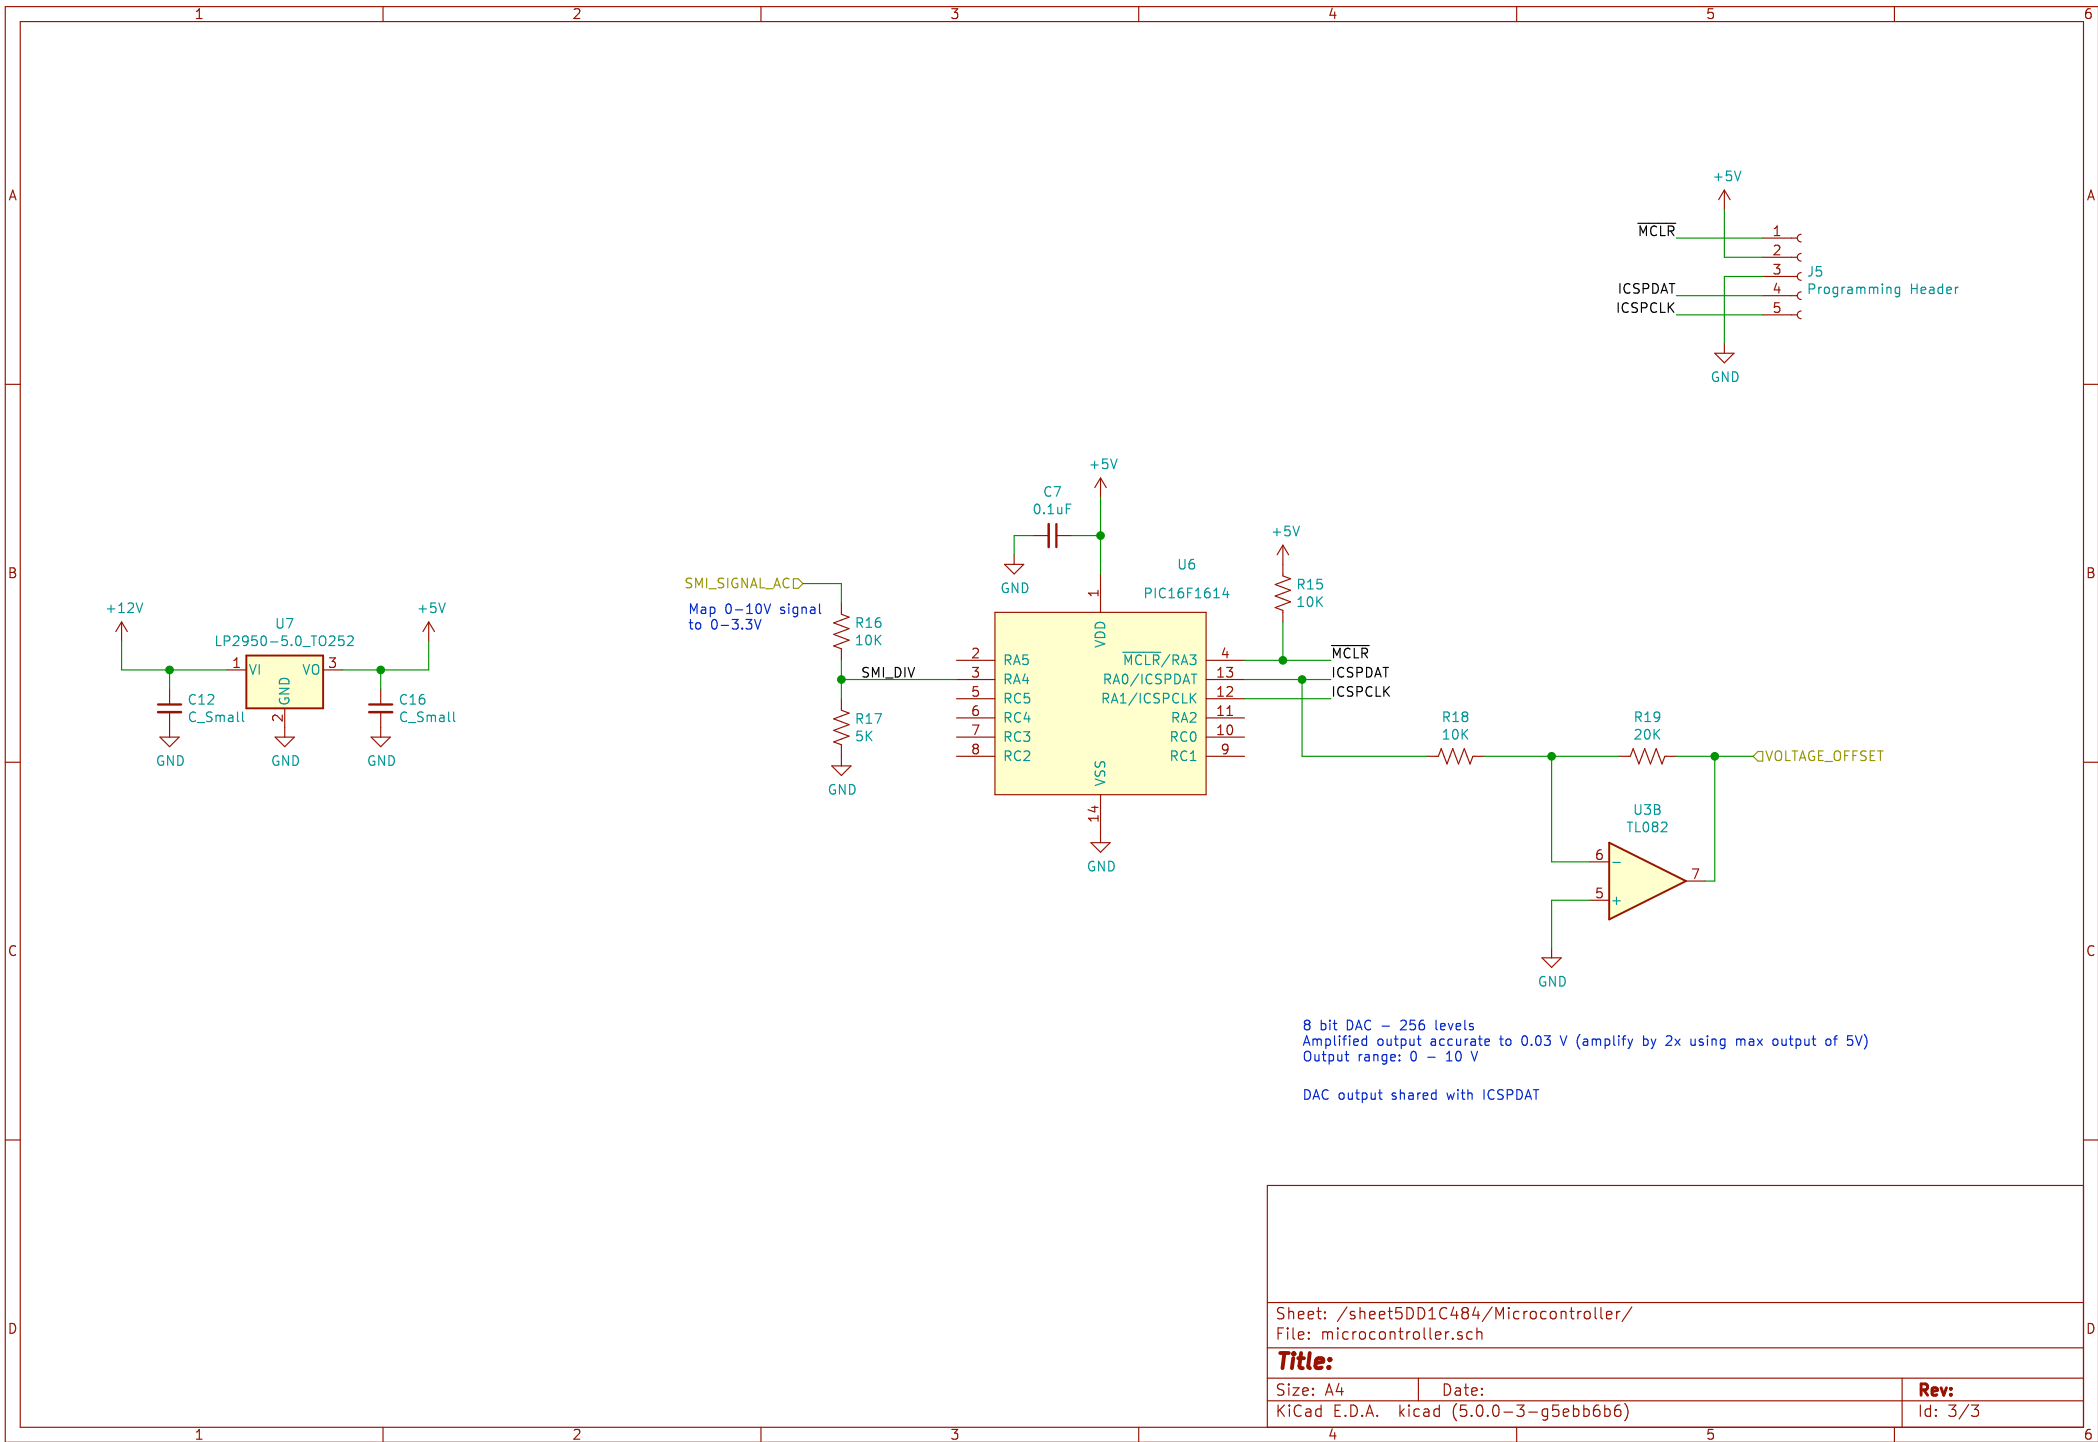 1 2 3 4 5 6
A
A
+5V
MCLR
1
2
3
J5
ICSPDAT
4
Programming Header
ICSPCLK
5
GND
+5V
C7
0.1uF
GND
+5V
R15
10K
U6
PIC16F1614
B
B
SMI_SIGNAL_AC
Map 0-10V signal
to 0-3.3V
R16
10K
SMI_DIV
R17
5K
GND
+12V
U7
LP2950-5.0_TO252
+5V
1 VI
VO 3
GND
2
C12
C_Small
C16
C_Small
GND
GND
GND
1
VDD
2 RA5
3 RA4
5 RC5
6 RC4
7 RC3
8 RC2
MCLR/RA3 4
RA0/ICSPDAT 13
RA1/ICSPCLK 12
RA2 11
RC0 10
RC1 9
VSS
14
GND
MCLR
ICSPDAT
ICSPCLK
R18
10K
R19
20K
VOLTAGE_OFFSET
U3B
TL082
6 -
5 +
7
GND
C
C
8 bit DAC - 256 levels
Amplified output accurate to 0.03 V (amplify by 2x using max output of 5V)
Output range: 0 - 10 V
DAC output shared with ICSPDAT
D
D
Sheet: /sheet5DD1C484/Microcontroller/
File: microcontroller.sch
Title:
Size: A4 Date: Rev:
KiCad E.D.A. kicad (5.0.0-3-g5ebb6b6) Id: 3/3
1 2 3 4 5 6